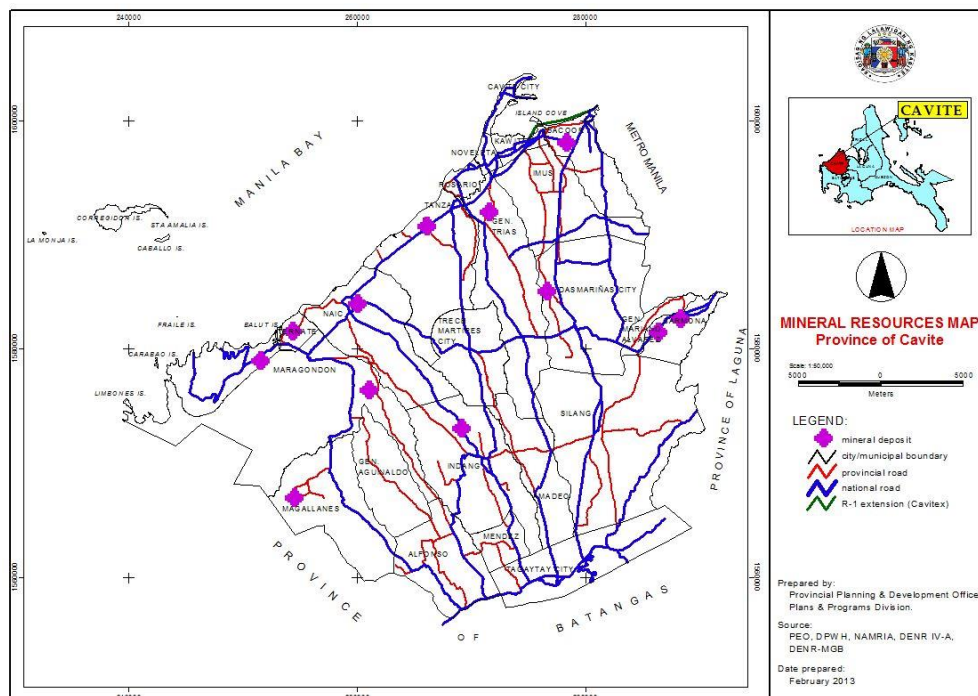 240000
260000
280000
1600000
1600000
CAVITE CITY
ISLAND COVE
BACOOR
KAWIT
NOVELETA
METRO MANILA
MANILA BAY
IMUS
ROSARIO
TANZA
GEN.
TRIAS
CORREGIDOR IS.
STA AMALIA IS.
LA MONJA IS.
CABALLO IS.
DASMARIÑAS CITY
FRAILE IS.
BALUT IS.
NAIC
TRECE
MARTIRES
CITY
GEN.
MARIANO
ALVAREZ
CARMONA
1580000
CARABAO IS.
MARAGONDON
LIMBONES IS.
PROVINCE OF LAGUNA
SILANG
GEN.
AGUINALDO
INDANG
AMADEO
MAGALLANES
MENDEZ
ALFONSO
TAGAYTAY CITY
PROVINCE
OF
BATANGAS
1560000
CAVITE
LOCATION MAP
MINERAL RESOURCES MAP
Province of Cavite
Scale: 1:50,000
5000 0 5000
Meters
LEGEND:
mineral deposit
city/municipal boundary
provincial road
national road
R-1 extension (Cavitex)
Prepared by:
Provincial Planning & Development Office
Plans & Programs Division.
Source:
PEO, DPWH, NAMRIA, DENR IV-A,
DENR-MGB
Date prepared:
February 2013